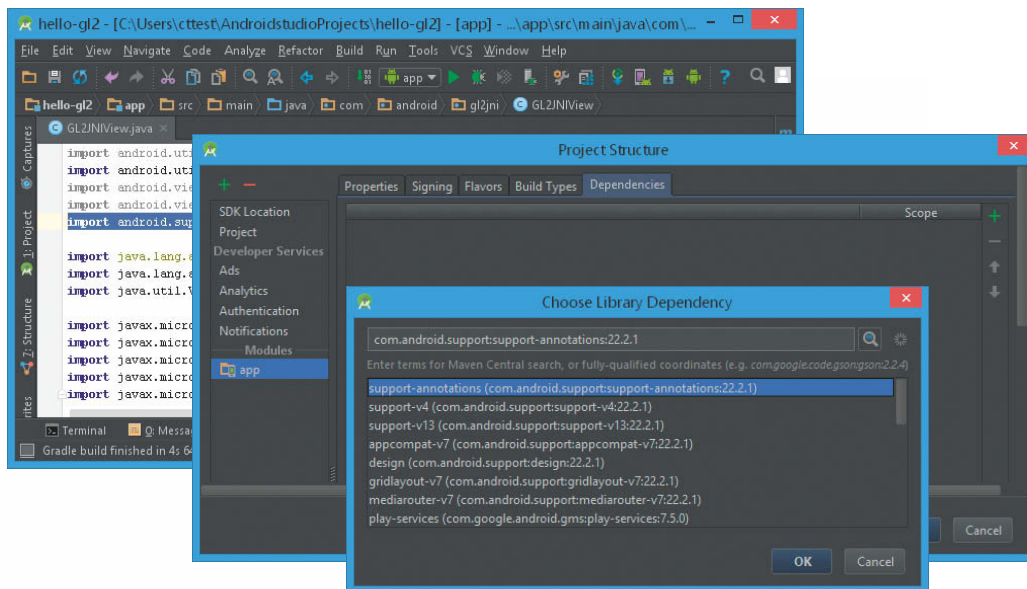 hello-gl2 - [C:\Users\cttest\AndroidstudioProjects\hello-gl2] - [app] - ...\app\src\main\java\com\...
File Edit View Navigate Code Analyze Refactor Build Run Tools VCS Window Help
app
hello-gl2 app src main java com android gl2jni GL2JNIView
GL2JNIView.java
Captures
1: Project
Z: Structure
import android.uti
import android.uti
import android.vie
import android.vie
import android.sup
import java.lang.
import java.lang.
import java.util.
import javax.micro
import javax.micro
import javax.micro
import javax.micro
import javax.micro
Terminal 0: Messa
Gradle build finished in 4s 64
Project Structure
SDK Location
Project
Developer Services
Ads
Analytics
Authentication
Notifications
Modules
app
Properties Signing Flavors Build Types Dependencies
Scope
Choose Library Dependency
com.android.support:support-annotations:22.2.1
Enter terms for Maven Central search, or fully-qualified coordinates (e.g. com.google.code.gson:gson:2.2.4)
support-annotations (com.android.support:support-annotations:22.2.1)
support-v4 (com.android.support:support-v4:22.2.1)
support-v13 (com.android.support:support-v13:22.2.1)
appcompat-v7 (com.android.support:appcompat-v7:22.2.1)
design (com.android.support:design:22.2.1)
gridlayout-v7 (com.android.support:gridlayout-v7:22.2.1)
mediarouter-v7 (com.android.support:mediarouter-v7:22.2.1)
play-services (com.google.android.gms:play-services:7.5.0)
OK Cancel
Cancel